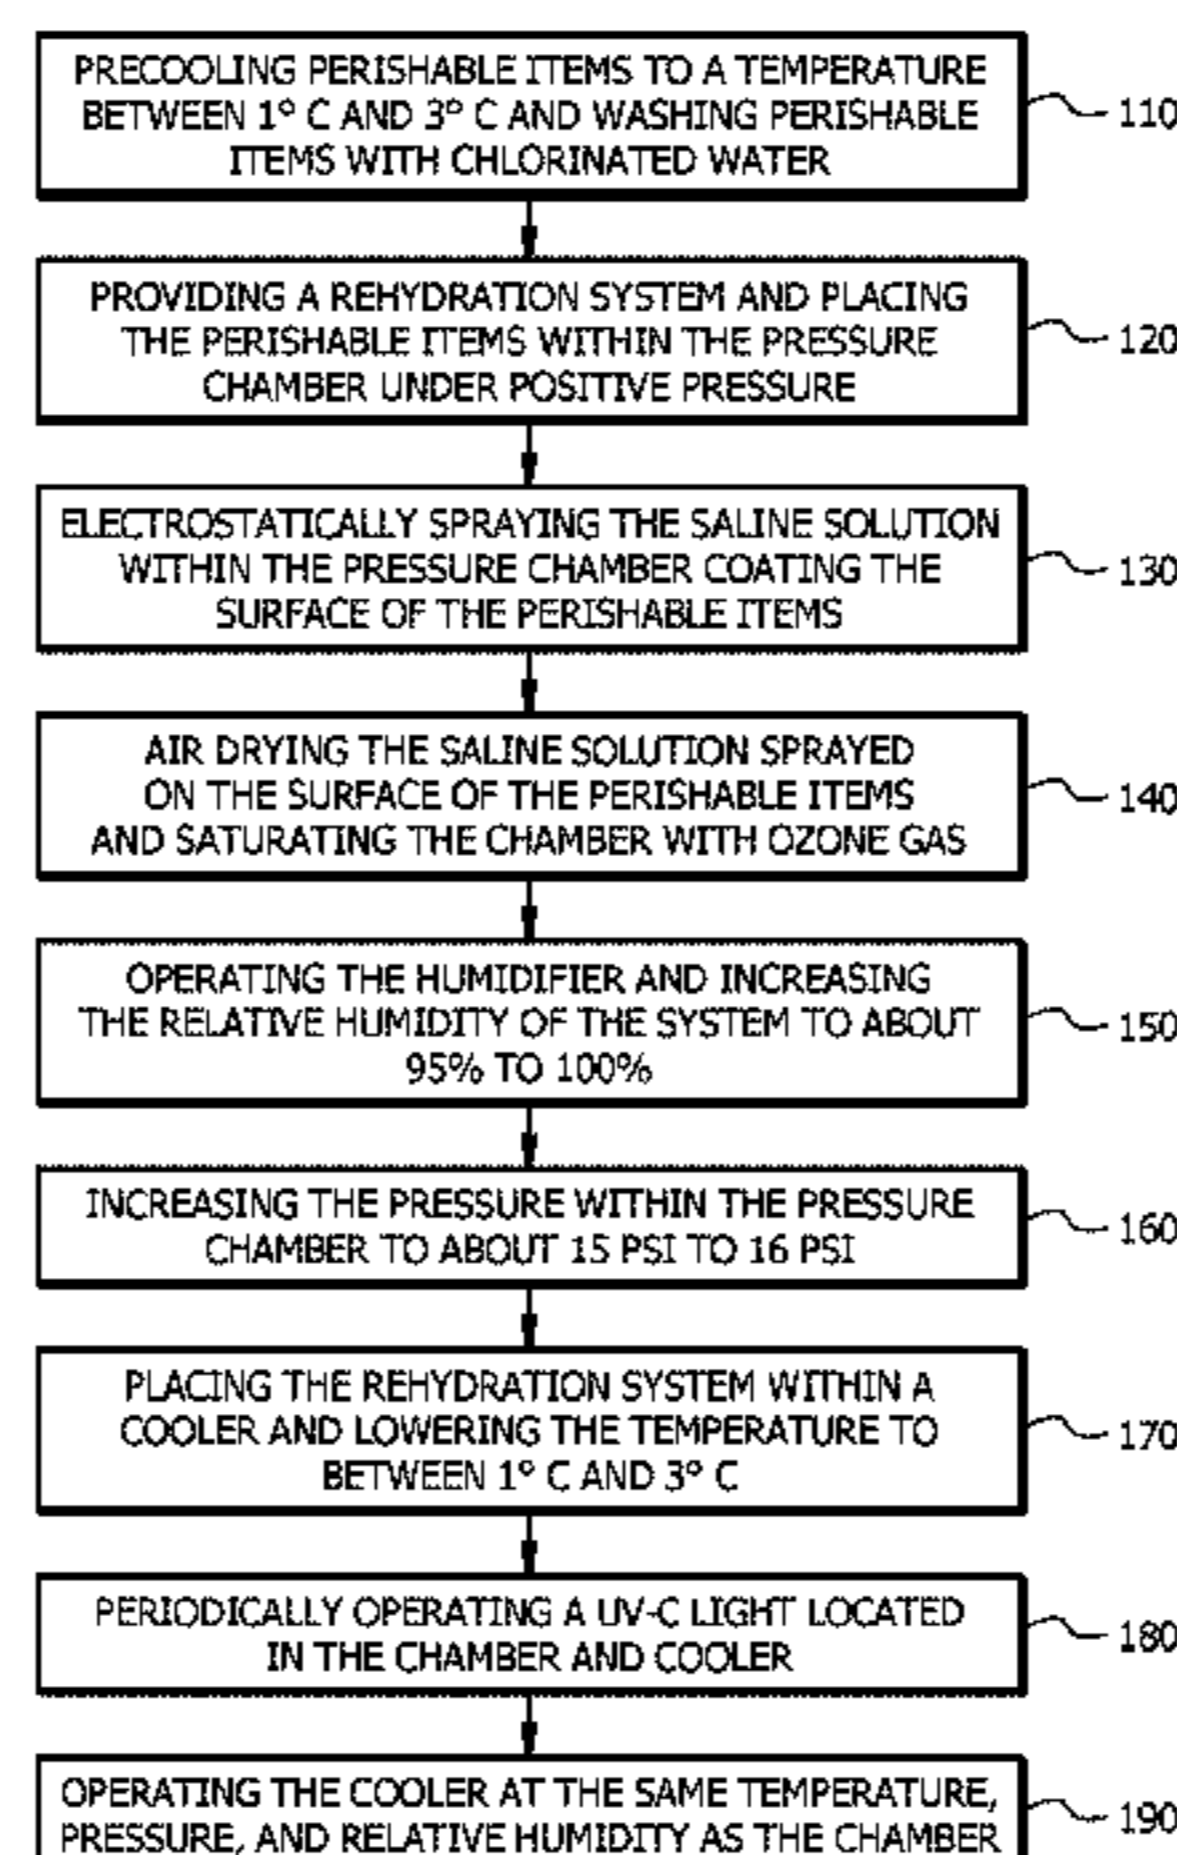 PRECOOLING PERISHABLE ITEMS TO A TEMPERATURE
BETWEEN 1° C AND 3° C AND WASHING PERISHABLE
ITEMS WITH CHLORINATED WATER
110
PROVIDING A REHYDRATION SYSTEM AND PLACING
THE PERISHABLE ITEMS WITHIN THE PRESSURE
CHAMBER UNDER POSITIVE PRESSURE
120
ELECTROSTATICALLY SPRAYING THE SALINE SOLUTION
WITHIN THE PRESSURE CHAMBER COATING THE
SURFACE OF THE PERISHABLE ITEMS
130
AIR DRYING THE SALINE SOLUTION SPRAYED
ON THE SURFACE OF THE PERISHABLE ITEMS
AND SATURATING THE CHAMBER WITH OZONE GAS
140
OPERATING THE HUMIDIFIER AND INCREASING
THE RELATIVE HUMIDITY OF THE SYSTEM TO ABOUT
95% TO 100%
150
INCREASING THE PRESSURE WITHIN THE PRESSURE
CHAMBER TO ABOUT 15 PSI TO 16 PSI
160
PLACING THE REHYDRATION SYSTEM WITHIN A
COOLER AND LOWERING THE TEMPERATURE TO
BETWEEN 1° C AND 3° C
170
PERIODICALLY OPERATING A UV-C LIGHT LOCATED
IN THE CHAMBER AND COOLER
180
OPERATING THE COOLER AT THE SAME TEMPERATURE,
PRESSURE, AND RELATIVE HUMIDITY AS THE CHAMBER
190